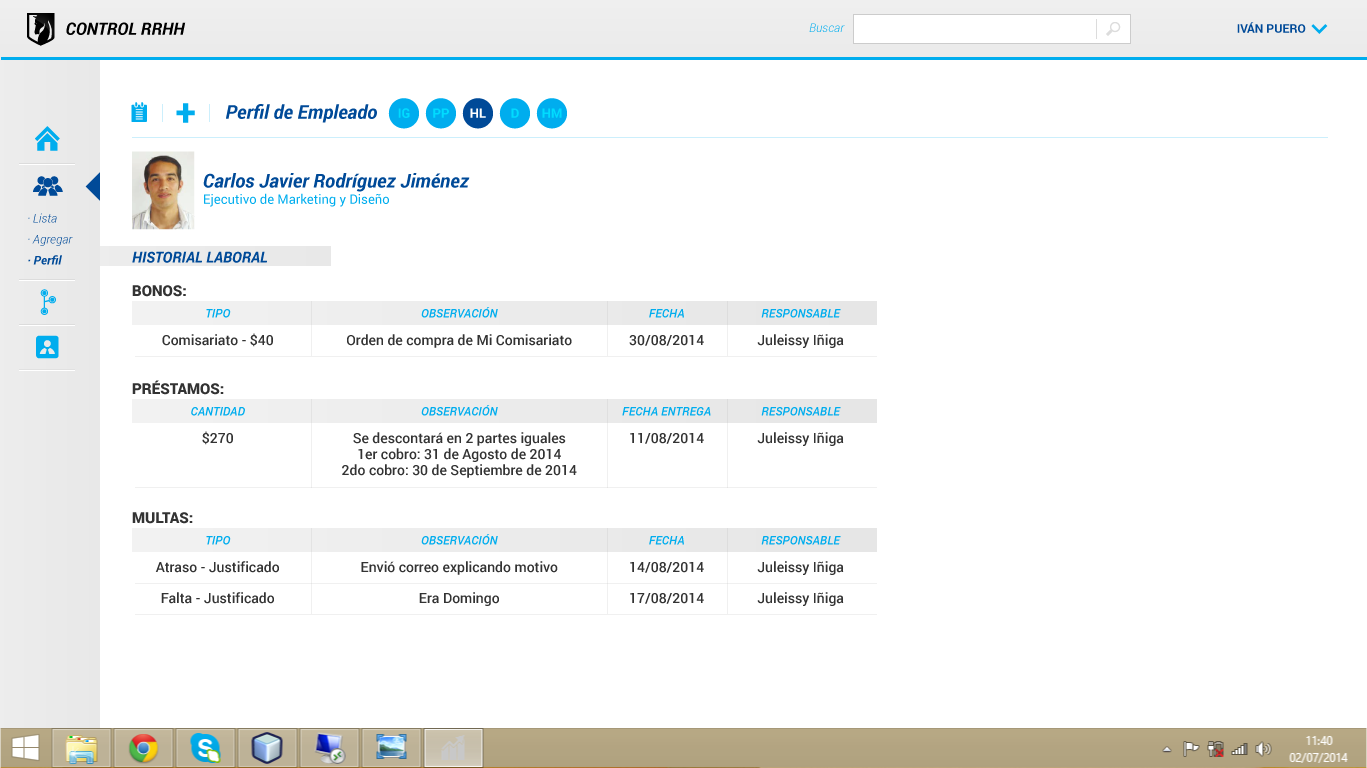 CONTROL RRHH
Buscar
IVÁN PUERO
Perfil de Empleado IG PP HL D HM
Carlos Javier Rodríguez Jiménez
Ejecutivo de Marketing y Diseño
· Lista
· Agregar
· Perfil
HISTORIAL LABORAL
BONOS:
TIPO OBSERVACIÓN FECHA RESPONSABLE
Comisariato - $40 Orden de compra de Mi Comisariato 30/08/2014 Juleissy Iñiga
PRÉSTAMOS:
CANTIDAD OBSERVACIÓN FECHA ENTREGA RESPONSABLE
$270 Se descontará en 2 partes iguales 11/08/2014 Juleissy Iñiga
1er cobro: 31 de Agosto de 2014
2do cobro: 30 de Septiembre de 2014
MULTAS:
TIPO OBSERVACIÓN FECHA RESPONSABLE
Atraso - Justificado Envió correo explicando motivo 14/08/2014 Juleissy Iñiga
Falta - Justificado Era Domingo 17/08/2014 Juleissy Iñiga
11:40
02/07/2014